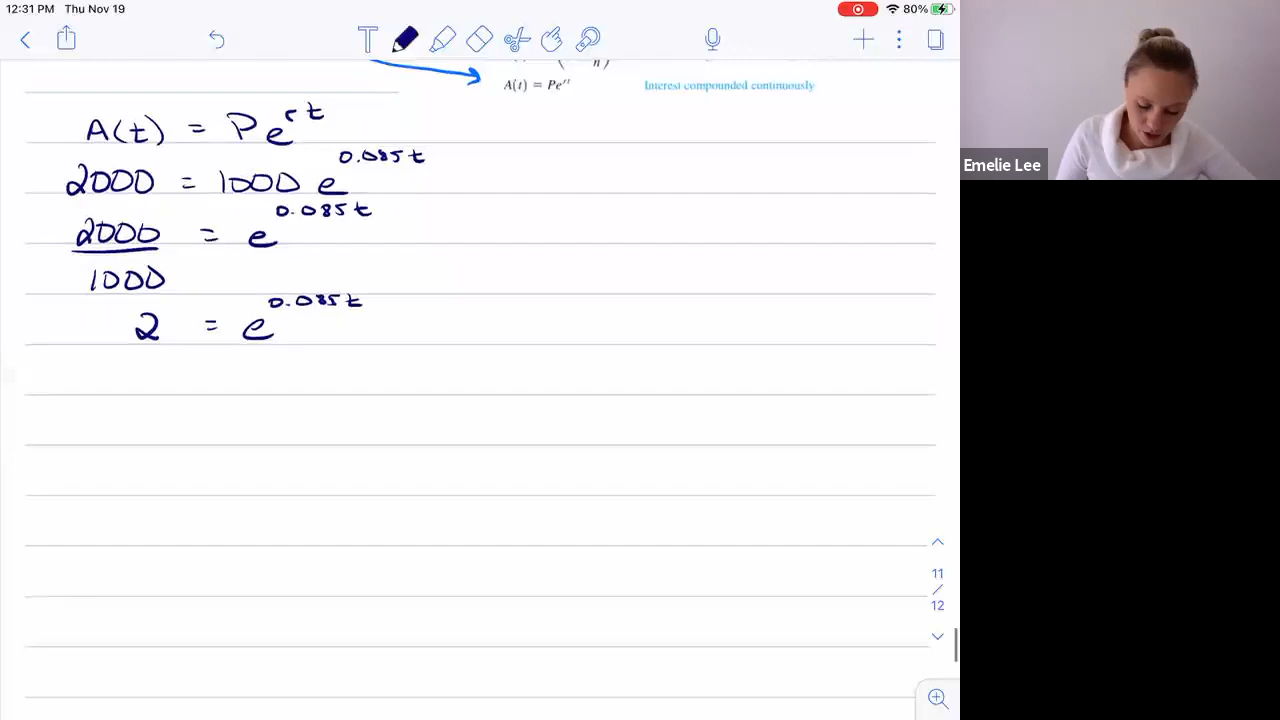 12:31 PM Thu Nov 19 80%
n
A(t) = Pe^{rt} Interest compounded continuously
A(t) = Pe^{rt}
2000 = 1000 e^{0.085t}
2000 = e^{0.085t}
1000
2 = e^{0.085t}
Emelie Lee
11
/
12